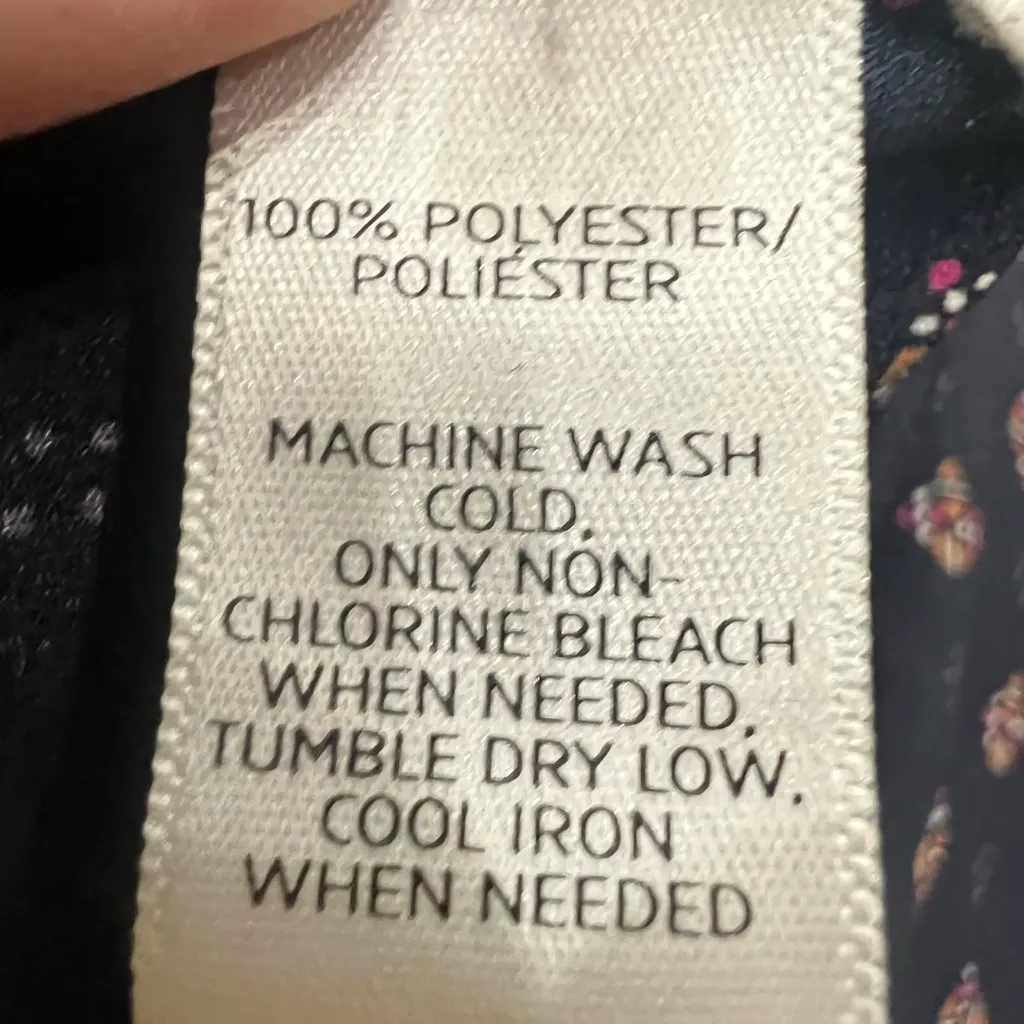 100% POLYESTER/
POLIÉSTER
MACHINE WASH
COLD,
ONLY NON-
CHLORINE BLEACH
WHEN NEEDED,
TUMBLE DRY LOW,
COOL IRON
WHEN NEEDED